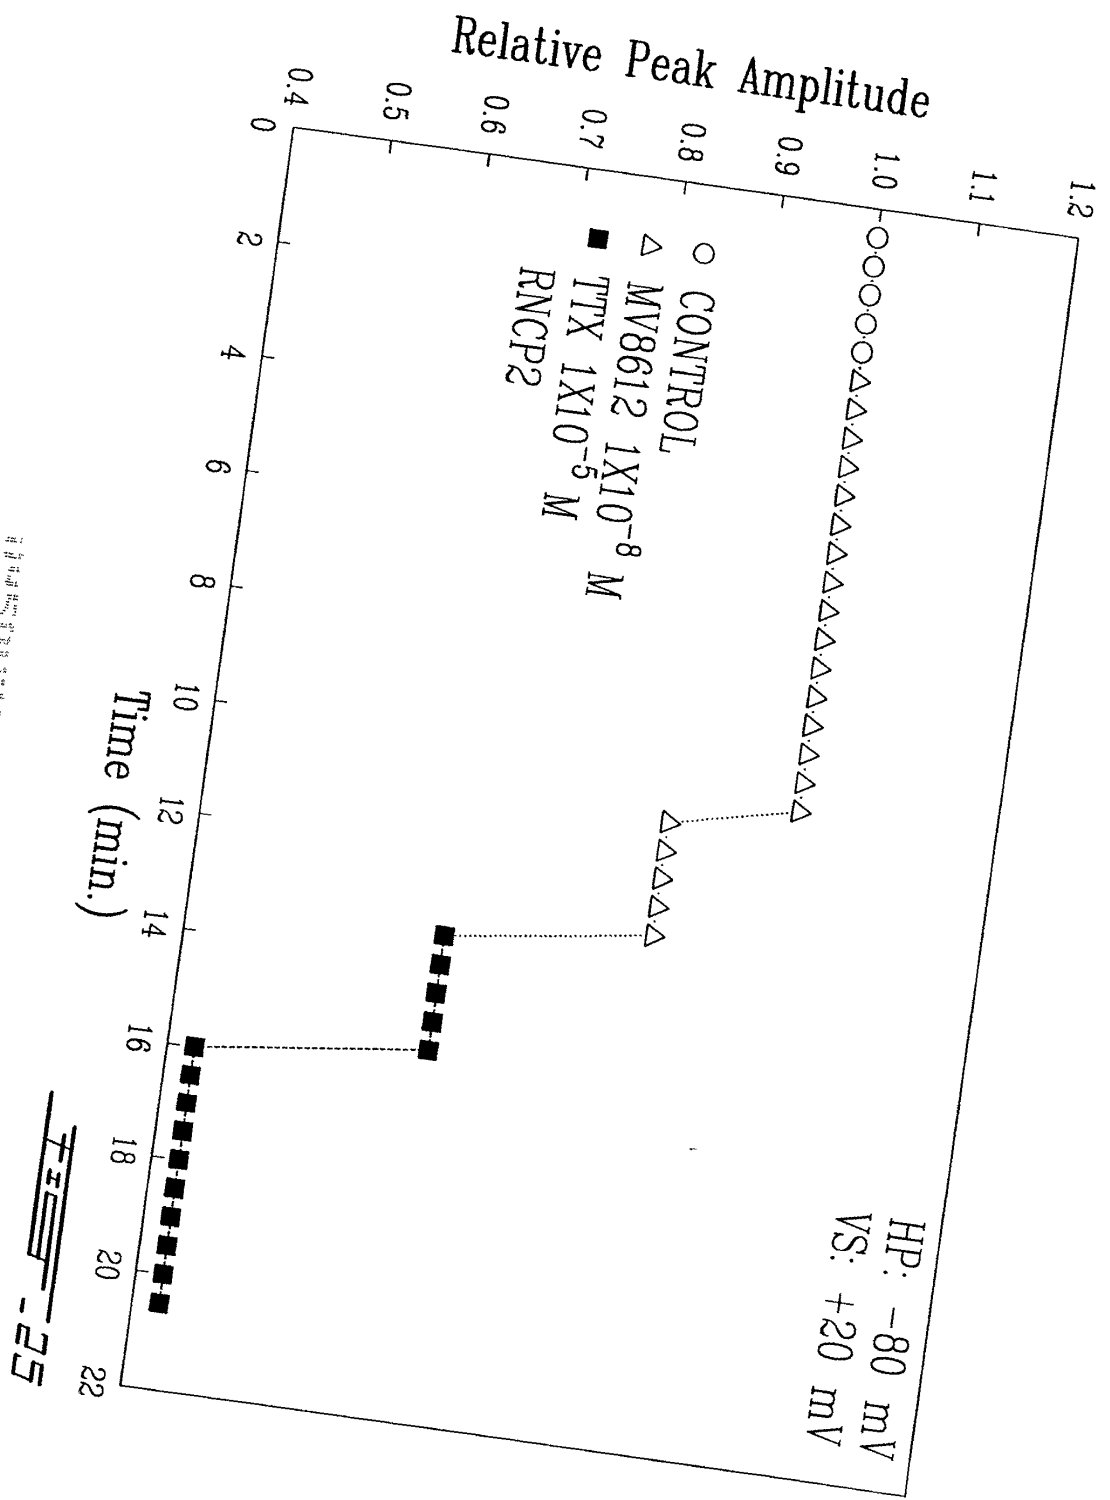 Relative Peak Amplitude
1.2
1.1
1.0
0.9
0.8
0.7
0.6
0.5
0.4
HP: -80 mV
VS: +20 mV
○ CONTROL
△ MV8612 1X10⁻⁸ M
■ TTX 1X10⁻⁵ M
RNCP2
0 2 4 6 8 10 12 14 16 18 20 22
Time (min.)
FIG-25